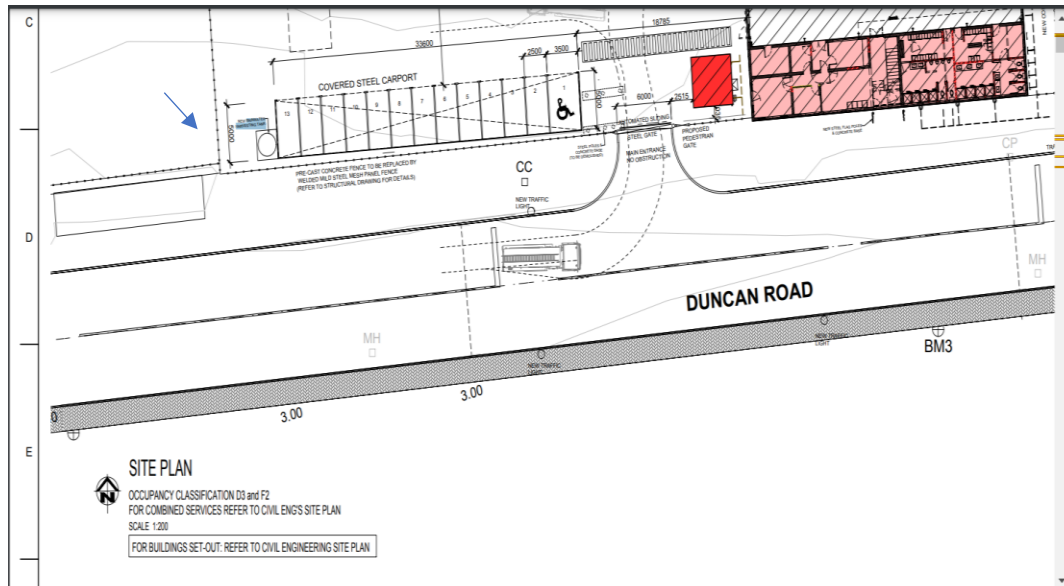 C
18785
33600
2500
3500
COVERED STEEL CARPORT
13
12
11
10
9
8
7
6
5
4
3
2
1
5600
6000
2515
AUTOMATED SLIDING
STEEL GATE
MAIN ENTRANCE
NO OBSTRUCTION
PROPOSED
PEDESTRIAN
GATE
PRE-CAST CONCRETE FENCE TO BE REPLACED BY
WELDED MILD STEEL MESH PANEL FENCE
(REFER TO STRUCTURAL DRAWING FOR DETAILS)
CC
CP
NEW TRAFFIC
LIGHT
D
MH
DUNCAN ROAD
MH
NEW TRAFFIC
LIGHT
BM3
NEW TRAFFIC
LIGHT
3.00
3.00
E
SITE PLAN
N
OCCUPANCY CLASSIFICATION D3 and F2
FOR COMBINED SERVICES REFER TO CIVIL ENG'S SITE PLAN
SCALE 1:200
FOR BUILDINGS SET-OUT: REFER TO CIVIL ENGINEERING SITE PLAN